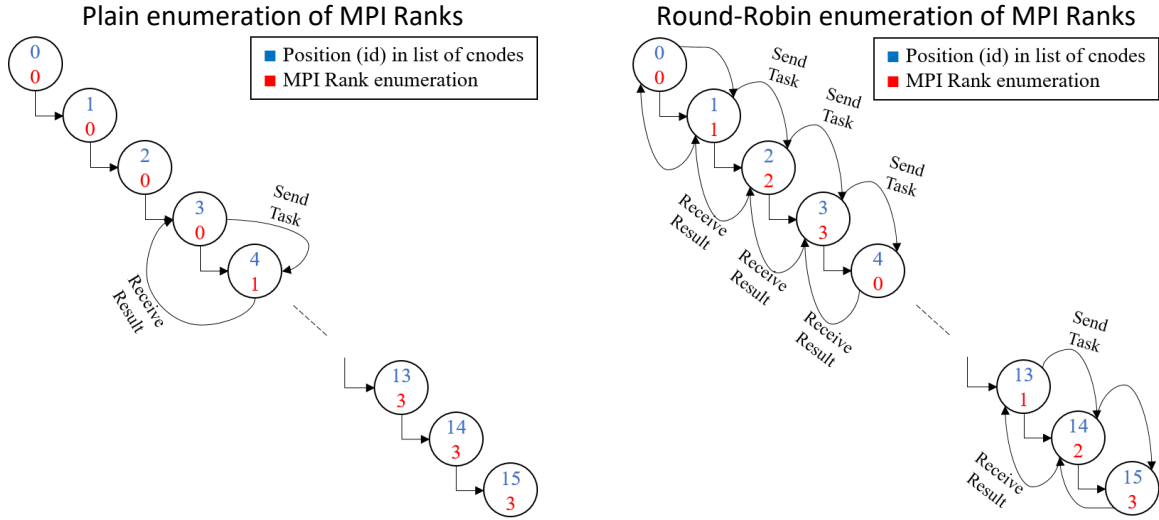 Plain enumeration of MPI Ranks
Position (id) in list of cnodes
MPI Rank enumeration
0
0
1
0
2
0
3
0
Send
Task
4
1
Receive
Result
13
3
14
3
15
3
Round-Robin enumeration of MPI Ranks
Position (id) in list of cnodes
MPI Rank enumeration
0
0
Send
Task
1
1
Send
Task
2
2
Receive
Result
Send
Task
3
3
Receive
Result
4
0
Receive
Result
Send
Task
13
1
14
2
Receive
Result
15
3